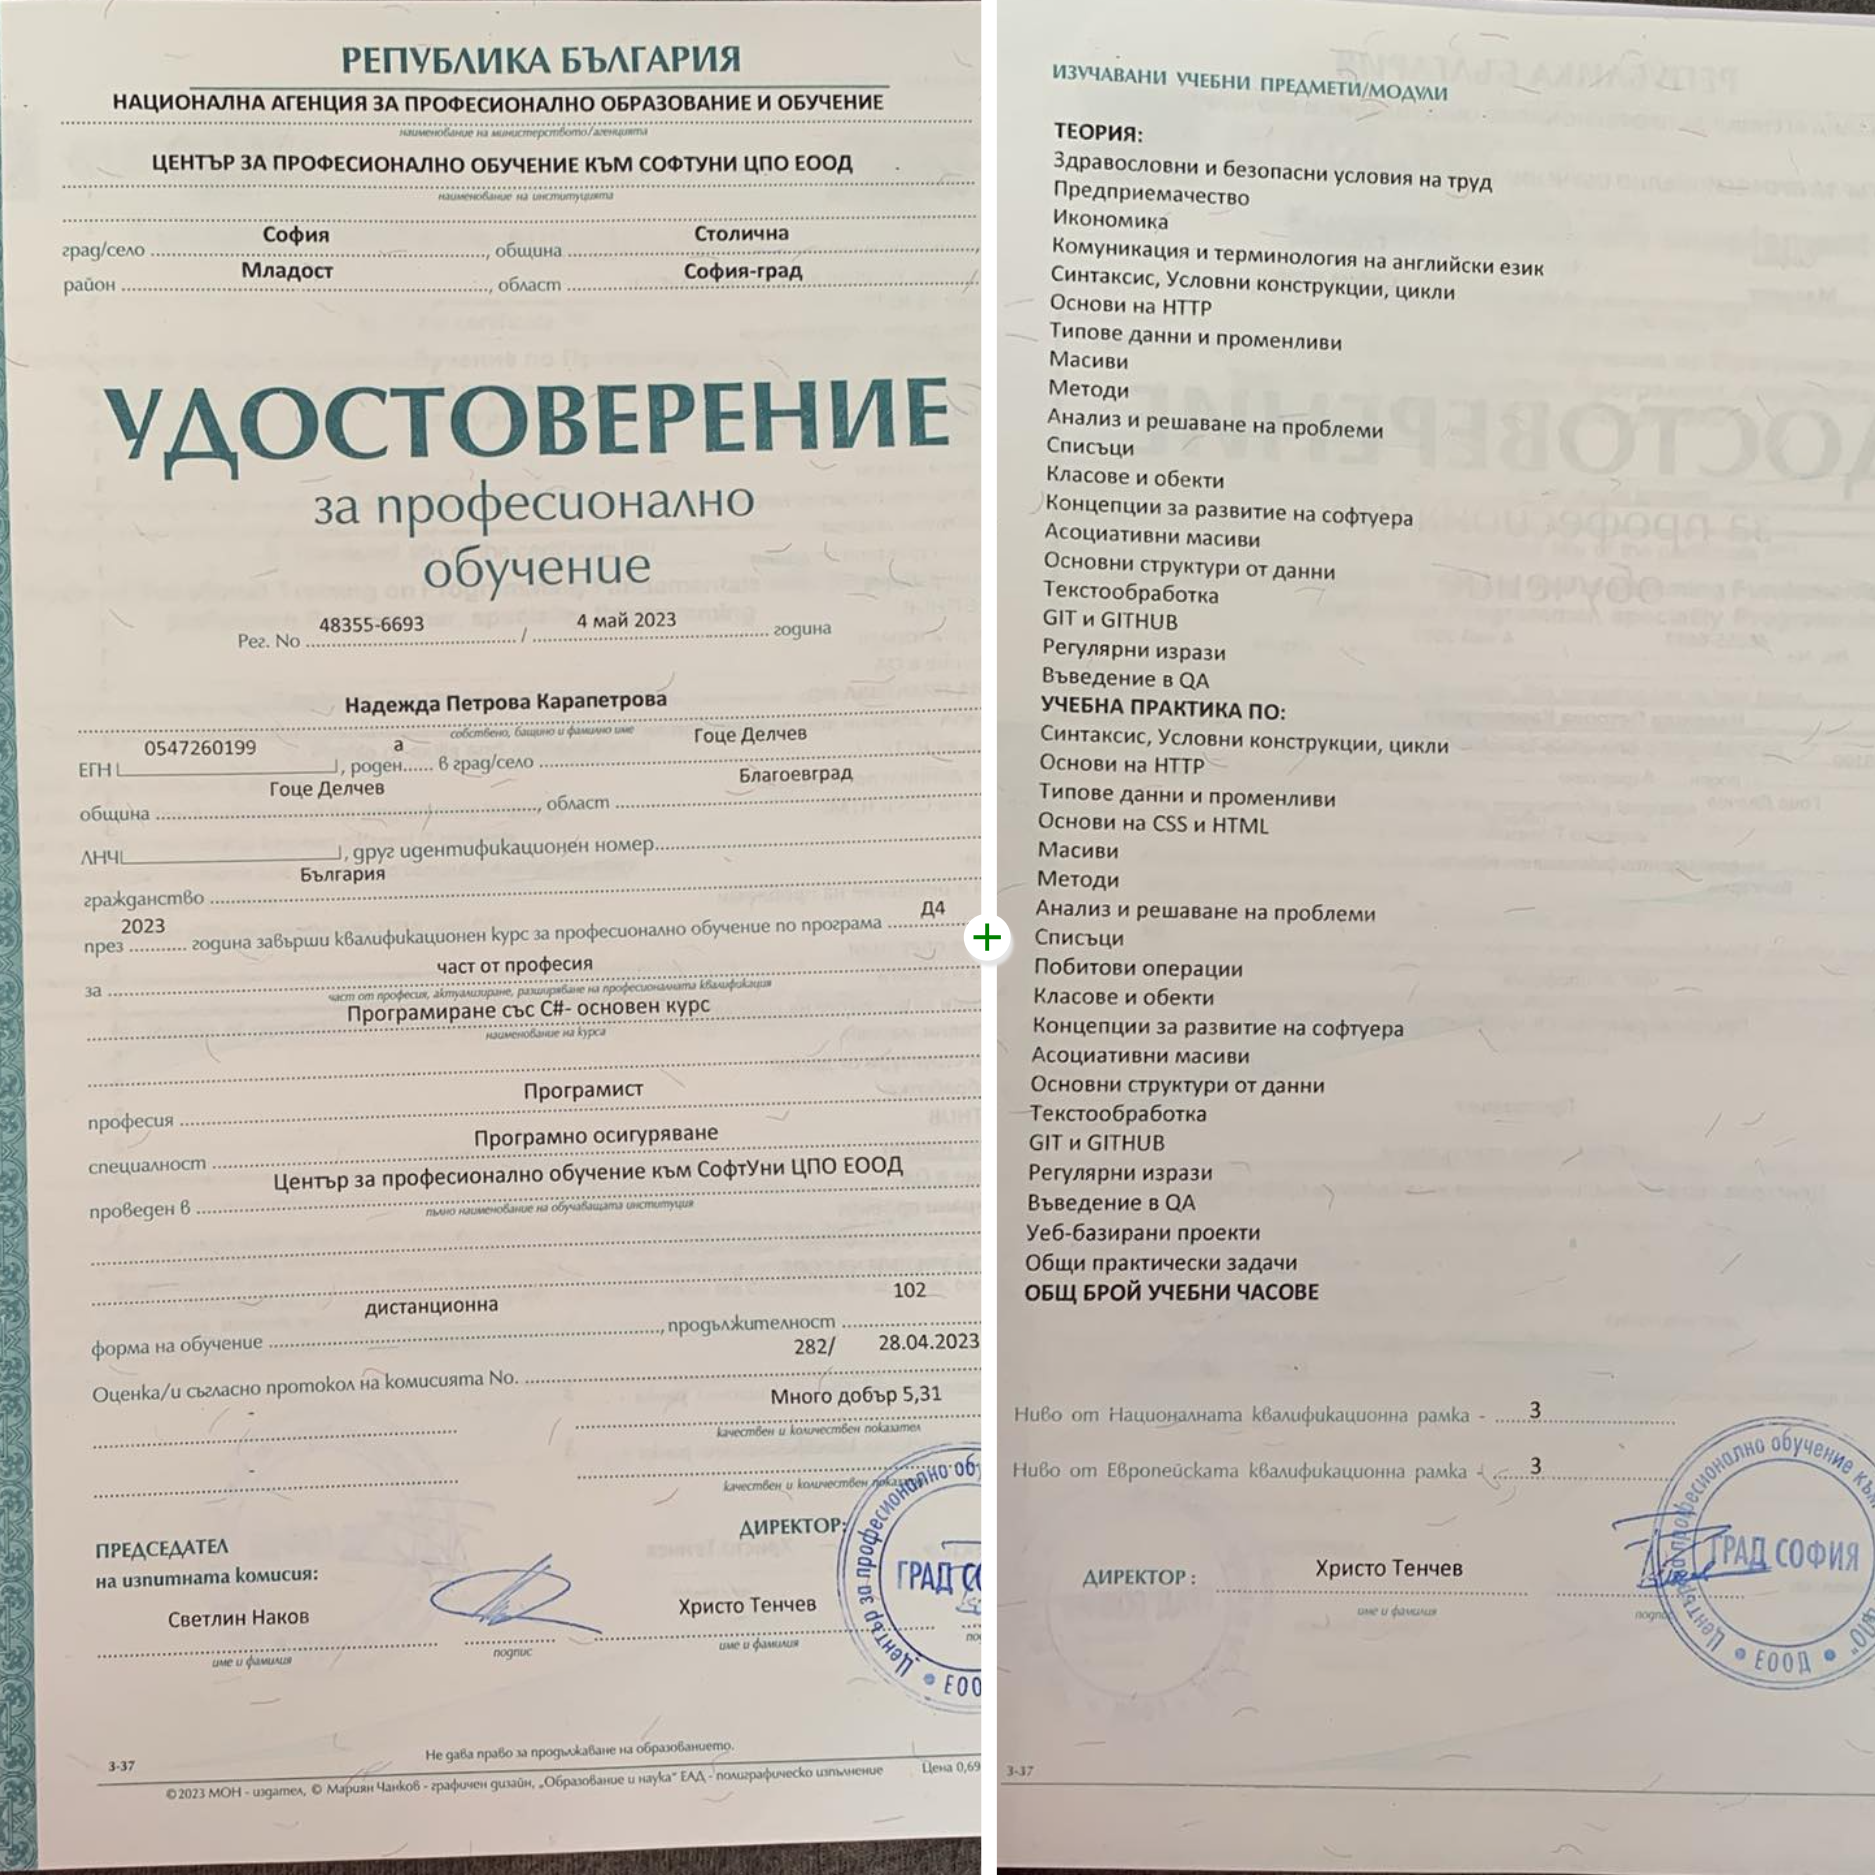 РЕПУБЛИКА БЪЛГАРИЯ
НАЦИОНАЛНА АГЕНЦИЯ ЗА ПРОФЕСИОНАЛНО ОБРАЗОВАНИЕ И ОБУЧЕНИЕ
наименование на министерството/агенцията
ЦЕНТЪР ЗА ПРОФЕСИОНАЛНО ОБУЧЕНИЕ КЪМ СОФТУНИ ЦПО ЕООД
наименование на институцията
София Столична
град/село , община
Младост София-град
район , област
УДОСТОВЕРЕНИЕ
за професионално
обучение
48355-6693 4 май 2023
Рег. No / година
Надежда Петрова Карапетрова
собствено, бащино и фамилно име
0547260199 а Гоце Делчев
ЕГН , роден...... в град/село
Гоце Делчев Благоевград
община , област
ЛНЧ , друг идентификационен номер
България
гражданство
2023 Д4
през година завърши квалификационен курс за професионално обучение по програма
част от професия
за
част от професия, актуализиране, разширяване на професионалната квалификация
Програмиране със C#- основен курс
наименование на курса
Програмист
професия
Програмно осигуряване
специалност
Център за професионално обучение към СофтУни ЦПО ЕООД
проведен в
пълно наименование на обучаващата институция
дистанционна 102
форма на обучение , продължителност
282/ 28.04.2023
Оценка/и съгласно протокол на комисията No.
- Много добър 5,31
качествен и количествен показател
-
качествен и количествен показател
ПРЕДСЕДАТЕЛ
на изпитната комисия:
ДИРЕКТОР:
Светлин Наков
Христо Тенчев
име и фамилия
подпис
име и фамилия
Център за професионално об
ГРАД СО
ЕОО
3-37
Не дава право за продължаване на образованието.
©2023 МОН - издател, © Мариян Чанков - графичен дизайн, „Образование и наука“ ЕАД - полиграфическо изпълнение Цена 0,69
ИЗУЧАВАНИ УЧЕБНИ ПРЕДМЕТИ/МОДУЛИ
ТЕОРИЯ:
Здравословни и безопасни условия на труд
Предприемачество
Икономика
Комуникация и терминология на английски език
Синтаксис, Условни конструкции, цикли
Основи на HTTP
Типове данни и променливи
Масиви
Методи
Анализ и решаване на проблеми
Списъци
Класове и обекти
Концепции за развитие на софтуера
Асоциативни масиви
Основни структури от данни
Текстообработка
GIT и GITHUB
Регулярни изрази
Въведение в QA
УЧЕБНА ПРАКТИКА ПО:
Синтаксис, Условни конструкции, цикли
Основи на HTTP
Типове данни и променливи
Основи на CSS и HTML
Масиви
Методи
Анализ и решаване на проблеми
Списъци
Побитови операции
Класове и обекти
Концепции за развитие на софтуера
Асоциативни масиви
Основни структури от данни
Текстообработка
GIT и GITHUB
Регулярни изрази
Въведение в QA
Уеб-базирани проекти
Общи практически задачи
ОБЩ БРОЙ УЧЕБНИ ЧАСОВЕ
Ниво от Националната квалификационна рамка - 3
Ниво от Европейската квалификационна рамка - 3
ДИРЕКТОР: Христо Тенчев
име и фамилия
подпис
Център за професионално обучение към
ГРАД СОФИЯ
ЕООД
3-37